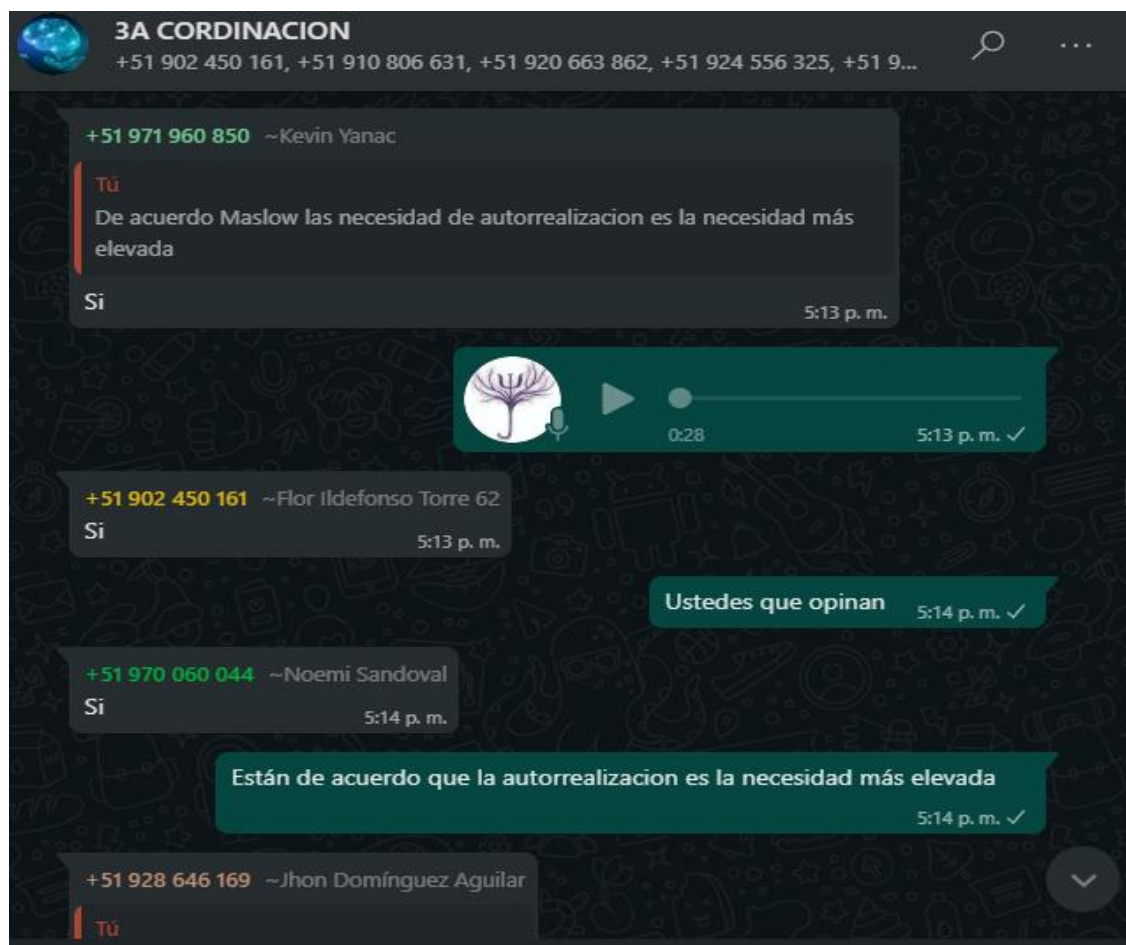 3A CORDINACION
+51 902 450 161, +51 910 806 631, +51 920 663 862, +51 924 556 325, +51 9...
+51 971 960 850 ~Kevin Yanac
Tú
De acuerdo Maslow las necesidad de autorrealizacion es la necesidad más
elevada
Si
5:13 p. m.
0:28 5:13 p. m.
+51 902 450 161 ~Flor Ildefonso Torre 62
Si
5:13 p. m.
Ustedes que opinan 5:14 p. m.
+51 970 060 044 ~Noemi Sandoval
Si
5:14 p. m.
Están de acuerdo que la autorrealizacion es la necesidad más elevada
5:14 p. m.
+51 928 646 169 ~Jhon Domínguez Aguilar
Tú